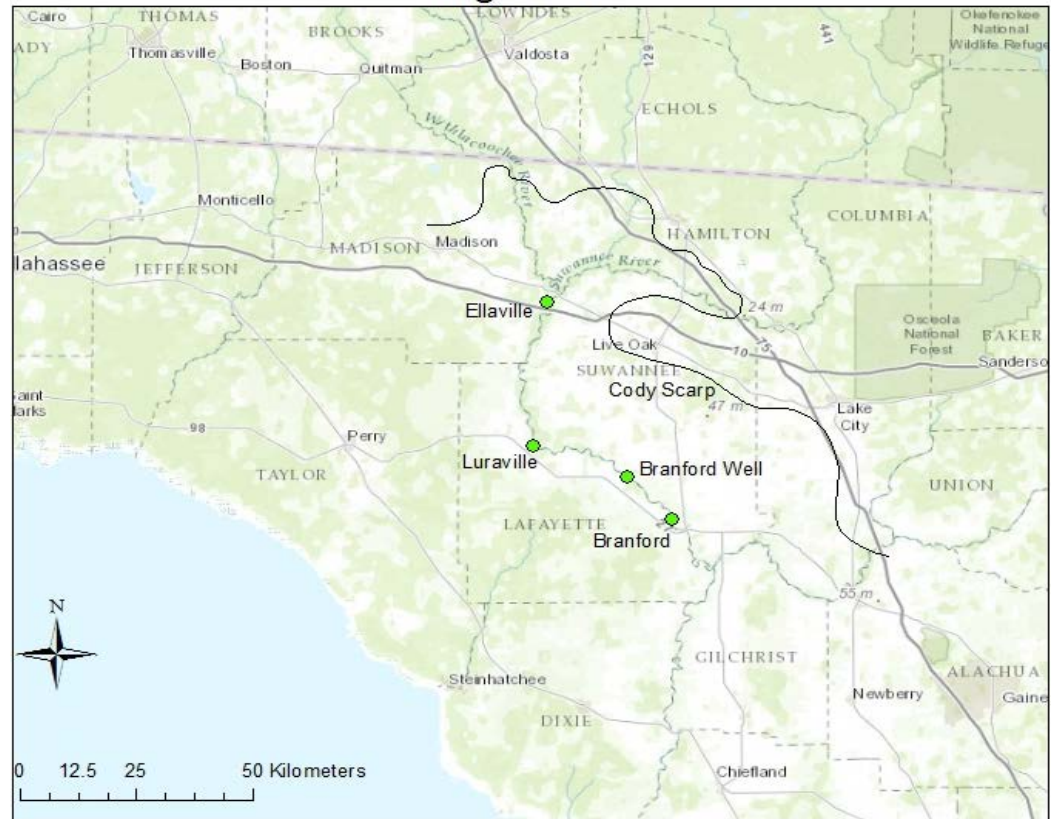 Cairo
THOMAS
LOWNDES
Okefenokee
National
Wildlife Refuge
BROOKS
ADY
Thomasville
Valdosta
129
441
Boston
Quitman
ECHOLS
Withlacoochee River
Monticello
COLUMBIA
HAMILTON
MADISON
Madison
llahassee
JEFFERSON
Suwannee River
Ellaville
24 m
Osceola
National
Forest
BAKER
Live Oak
10
75
Sanderso
SUWANNEE
Cody Scarp
47 m
Lake
City
aint
larks
98
Perry
Luraville
Branford Well
TAYLOR
UNION
LAFAYETTE
Branford
55 m
N
GILCHRIST
ALACHUA
Steinhatchee
Newberry
Gaine
DIXIE
0 12.5 25 50 Kilometers
Chiefland